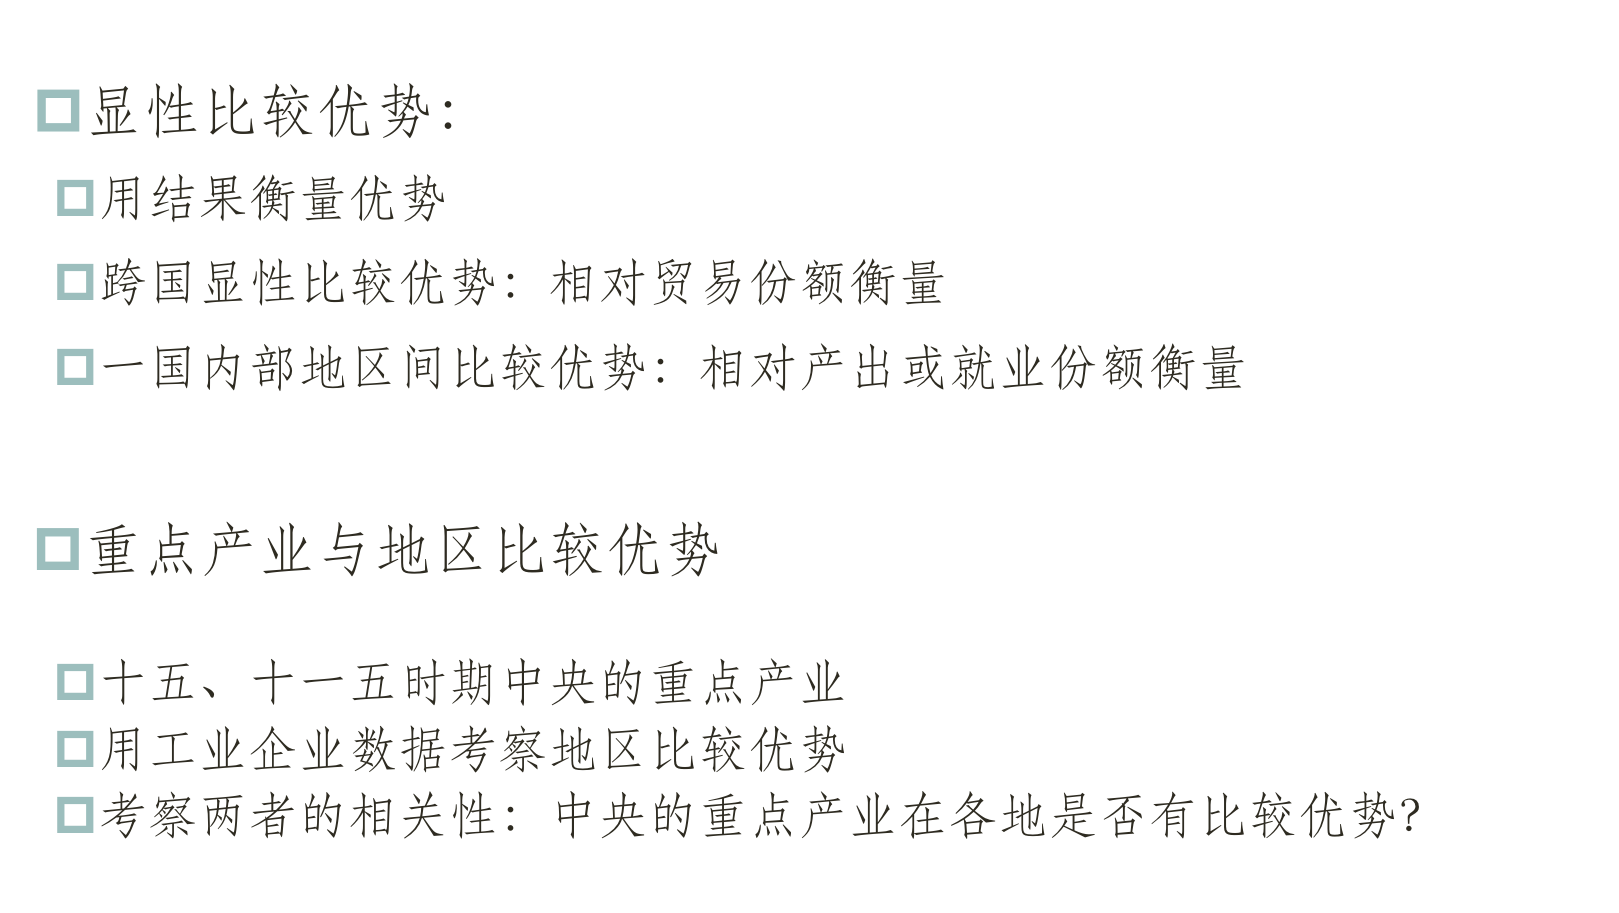 显性比较优势：
用结果衡量优势
跨国显性比较优势：相对贸易份额衡量
一国内部地区间比较优势：相对产出或就业份额衡量
重点产业与地区比较优势
十五、十一五时期中央的重点产业
用工业企业数据考察地区比较优势
考察两者的相关性：中央的重点产业在各地是否有比较优势？